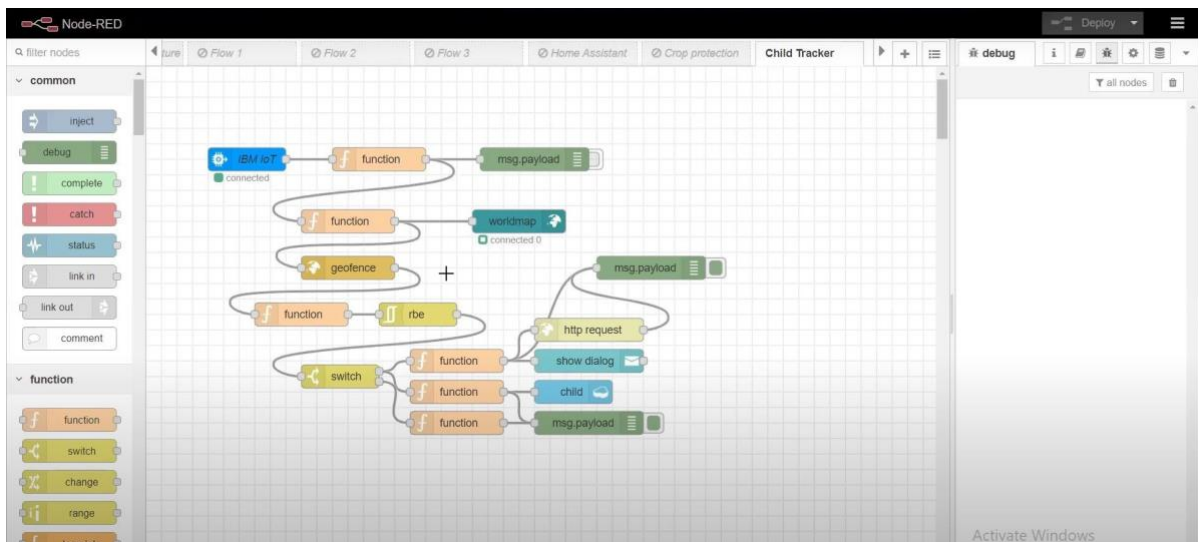 Node-RED
Deploy
filter nodes
ture
Flow 1
Flow 2
Flow 3
Home Assistant
Crop protection
Child Tracker
debug
i
all nodes
common
inject
debug
complete
catch
status
link in
link out
comment
function
function
switch
change
range
IBM IoT
connected
function
msg.payload
function
worldmap
connected 0
geofence
msg.payload
function
rbe
http request
switch
function
show dialog
function
child
function
msg.payload
Activate Windows